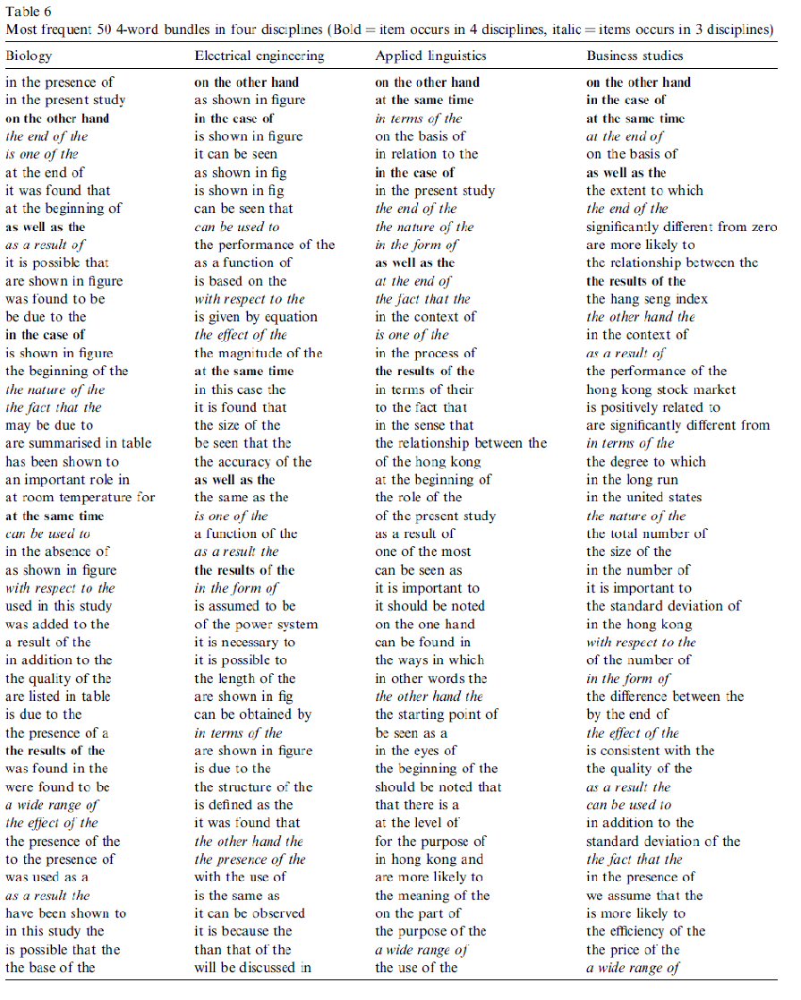 Table 6
Most frequent 50 4-word bundles in four disciplines (Bold = item occurs in 4 disciplines, italic = items occurs in 3 disciplines)
Biology Electrical engineering Applied linguistics Business studies
in the presence of on the other hand on the other hand on the other hand
in the present study as shown in figure at the same time in the case of
on the other hand in the case of in terms of the at the same time
the end of the is shown in figure on the basis of at the end of
is one of the it can be seen in relation to the on the basis of
at the end of as shown in fig in the case of as well as the
it was found that is shown in fig in the present study the extent to which
at the beginning of can be seen that the end of the the end of the
as well as the can be used to the nature of the significantly different from zero
as a result of the performance of the in the form of are more likely to
it is possible that as a function of as well as the the relationship between the
are shown in figure is based on the at the end of the results of the
was found to be with respect to the the fact that the the hang seng index
be due to the is given by equation in the context of the other hand the
in the case of the effect of the is one of the in the context of
is shown in figure the magnitude of the in the process of as a result of
the beginning of the at the same time the results of the the performance of the
the nature of the in this case the in terms of their hong kong stock market
the fact that the it is found that to the fact that is positively related to
may be due to the size of the in the sense that are significantly different from
are summarised in table be seen that the the relationship between the in terms of the
has been shown to the accuracy of the of the hong kong the degree to which
an important role in as well as the at the beginning of in the long run
at room temperature for the same as the the role of the in the united states
at the same time is one of the of the present study the nature of the
can be used to a function of the as a result of the total number of
in the absence of as a result the one of the most the size of the
as shown in figure the results of the can be seen as in the number of
with respect to the in the form of it is important to it is important to
used in this study is assumed to be it should be noted the standard deviation of
was added to the of the power system on the one hand in the hong kong
a result of the it is necessary to can be found in with respect to the
in addition to the it is possible to the ways in which of the number of
the quality of the the length of the in other words the in the form of
are listed in table are shown in fig the other hand the the difference between the
is due to the can be obtained by the starting point of by the end of
the presence of a in terms of the be seen as a the effect of the
the results of the are shown in figure in the eyes of is consistent with the
was found in the is due to the the beginning of the the quality of the
were found to be the structure of the should be noted that as a result the
a wide range of is defined as the that there is a can be used to
the effect of the it was found that at the level of in addition to the
the presence of the the other hand the for the purpose of standard deviation of the
to the presence of the presence of the in hong kong and the fact that the
was used as a with the use of are more likely to in the presence of
as a result the is the same as the meaning of the we assume that the
have been shown to it can be observed on the part of is more likely to
in this study the it is because the the purpose of the the efficiency of the
is possible that the than that of the a wide range of the price of the
the base of the will be discussed in the use of the a wide range of